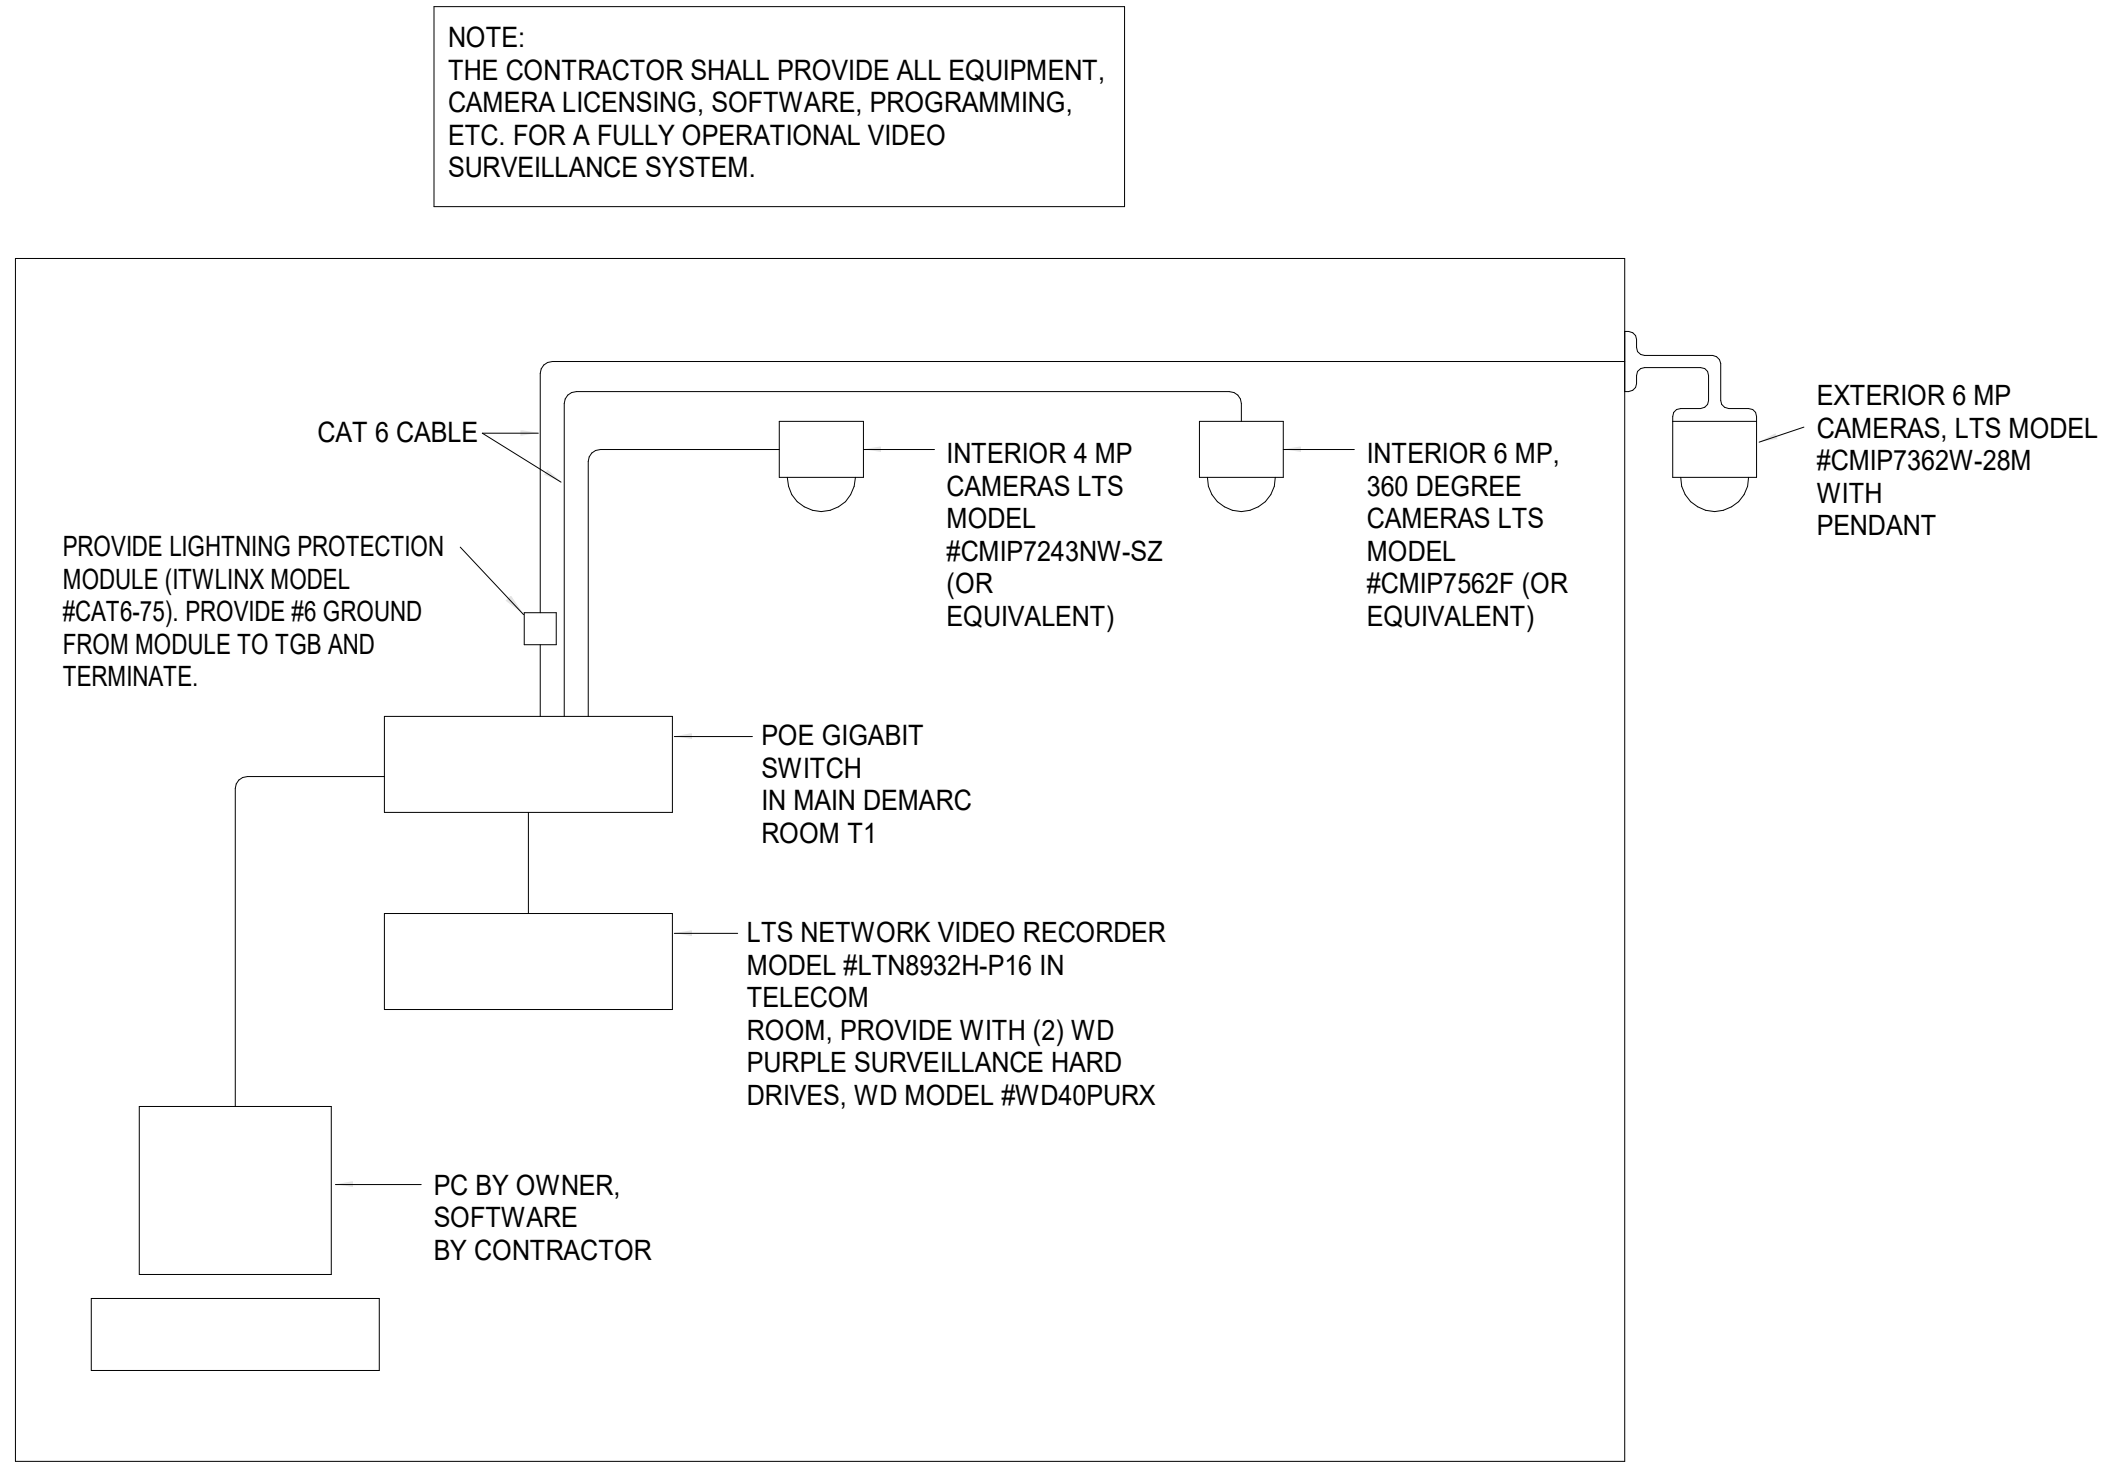 NOTE:
THE CONTRACTOR SHALL PROVIDE ALL EQUIPMENT,
CAMERA LICENSING, SOFTWARE, PROGRAMMING,
ETC. FOR A FULLY OPERATIONAL VIDEO
SURVEILLANCE SYSTEM.
CAT 6 CABLE
INTERIOR 4 MP
CAMERAS LTS
MODEL
#CMIP7243NW-SZ
(OR
EQUIVALENT)
INTERIOR 6 MP,
360 DEGREE
CAMERAS LTS
MODEL
#CMIP7562F (OR
EQUIVALENT)
EXTERIOR 6 MP
CAMERAS, LTS MODEL
#CMIP7362W-28M
WITH
PENDANT
PROVIDE LIGHTNING PROTECTION
MODULE (ITWLINX MODEL
#CAT6-75). PROVIDE #6 GROUND
FROM MODULE TO TGB AND
TERMINATE.
POE GIGABIT
SWITCH
IN MAIN DEMARC
ROOM T1
LTS NETWORK VIDEO RECORDER
MODEL #LTN8932H-P16 IN
TELECOM
ROOM, PROVIDE WITH (2) WD
PURPLE SURVEILLANCE HARD
DRIVES, WD MODEL #WD40PURX
PC BY OWNER,
SOFTWARE
BY CONTRACTOR